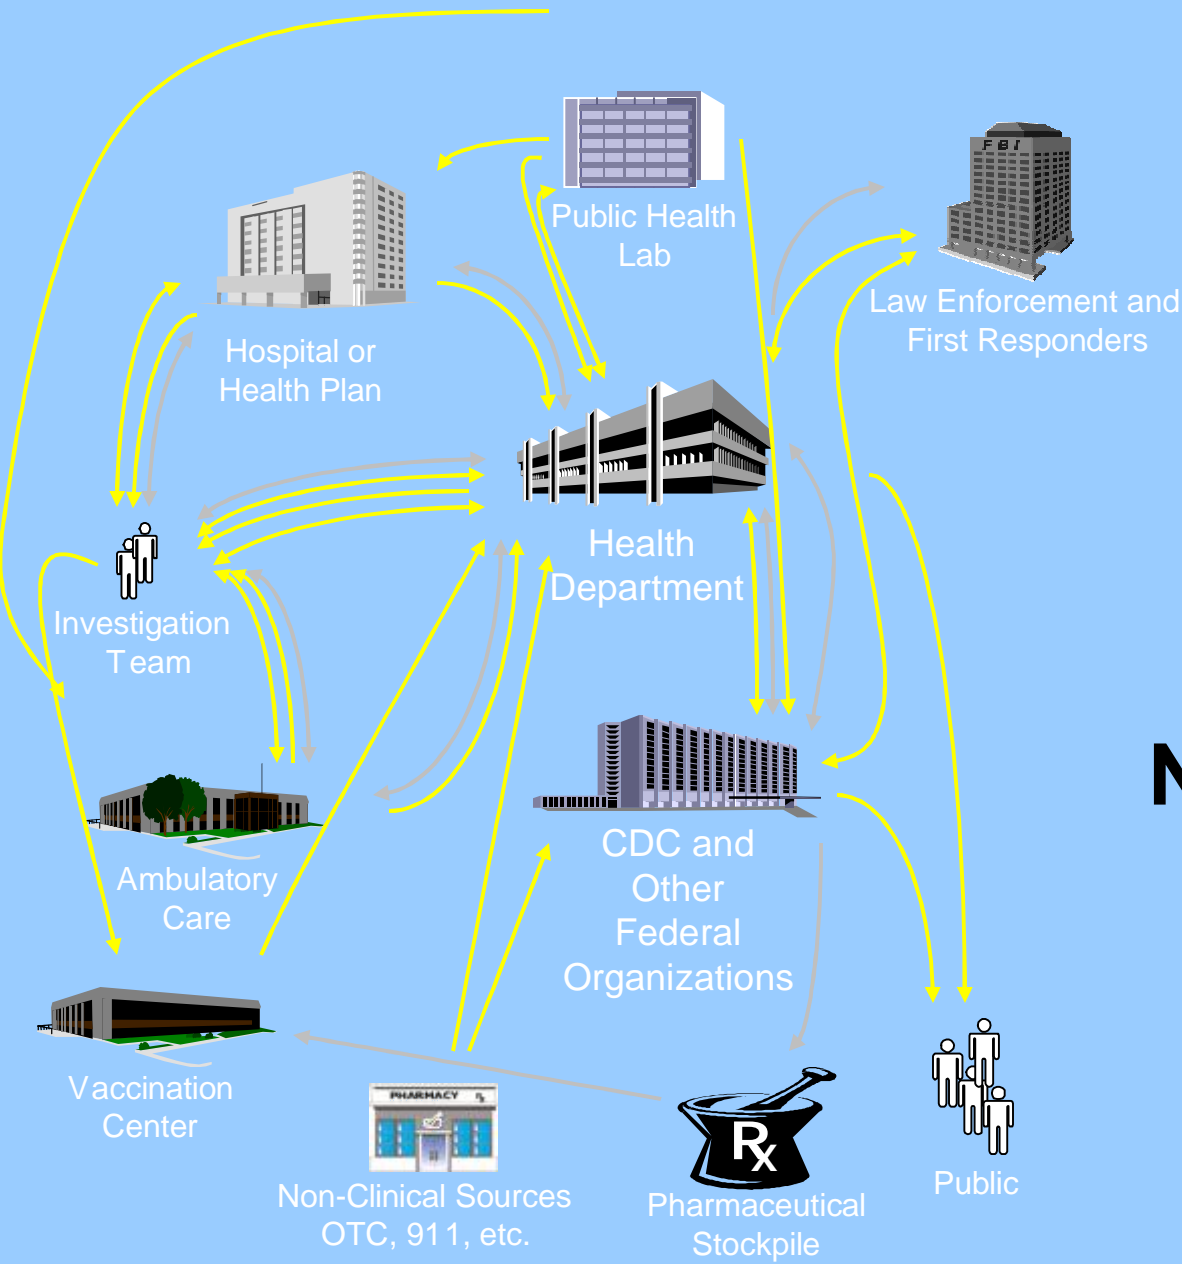 FBI
Public Health
Lab
Law Enforcement and
First Responders
Hospital or
Health Plan
Health
Department
Investigation
Team
CDC and
Other
Federal
Organizations
Ambulatory
Care
N
Vaccination
Center
PHARMACY Rx
Rx
Non-Clinical Sources
OTC, 911, etc.
Pharmaceutical
Stockpile
Public